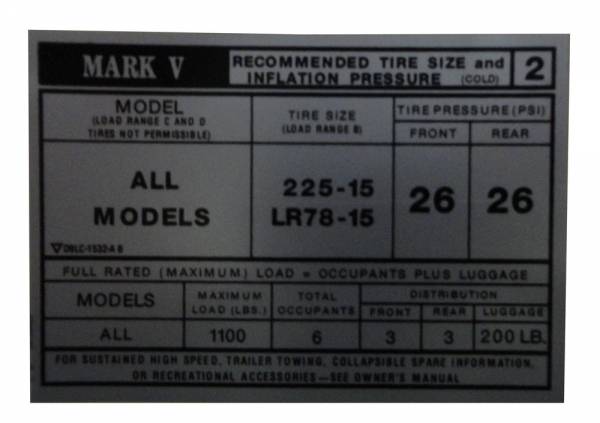 MARK V
RECOMMENDED TIRE SIZE and
INFLATION PRESSURE (COLD)
2
MODEL
(LOAD RANGE C AND D
TIRES NOT PERMISSIBLE)
TIRE SIZE
(LOAD RANGE B)
TIRE PRESSURE (PSI)
FRONT REAR
ALL
MODELS
225-15
LR78-15
26 26
D9LC-1532-A B
FULL RATED (MAXIMUM) LOAD = OCCUPANTS PLUS LUGGAGE
MODELS
MAXIMUM
LOAD (LBS.)
TOTAL
OCCUPANTS
DISTRIBUTION
FRONT REAR LUGGAGE
ALL 1100 6 3 3 200 LB.
FOR SUSTAINED HIGH SPEED, TRAILER TOWING, COLLAPSIBLE SPARE INFORMATION,
OR RECREATIONAL ACCESSORIES—SEE OWNER'S MANUAL